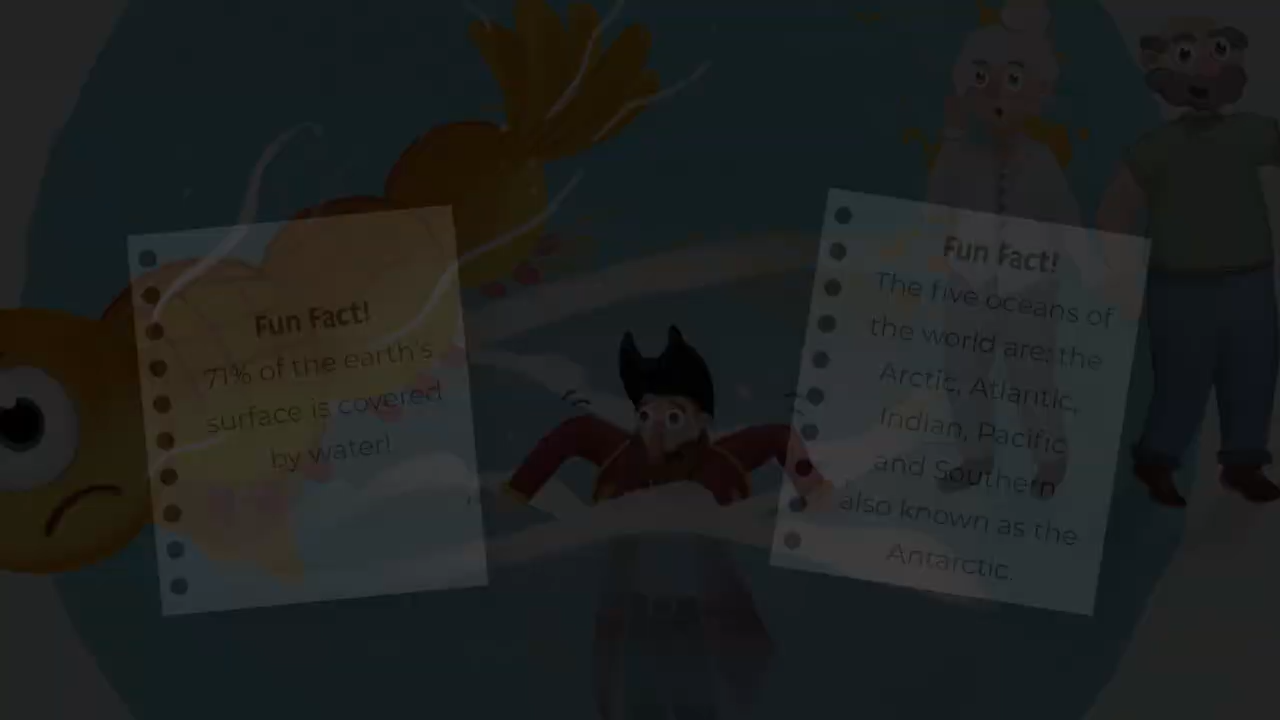 Fun Fact!
71% of the earth's
surface is covered
by water!
Fun Fact!
The five oceans of
the world are: the
Arctic, Atlantic,
Indian, Pacific
and Southern
also known as the
Antarctic.